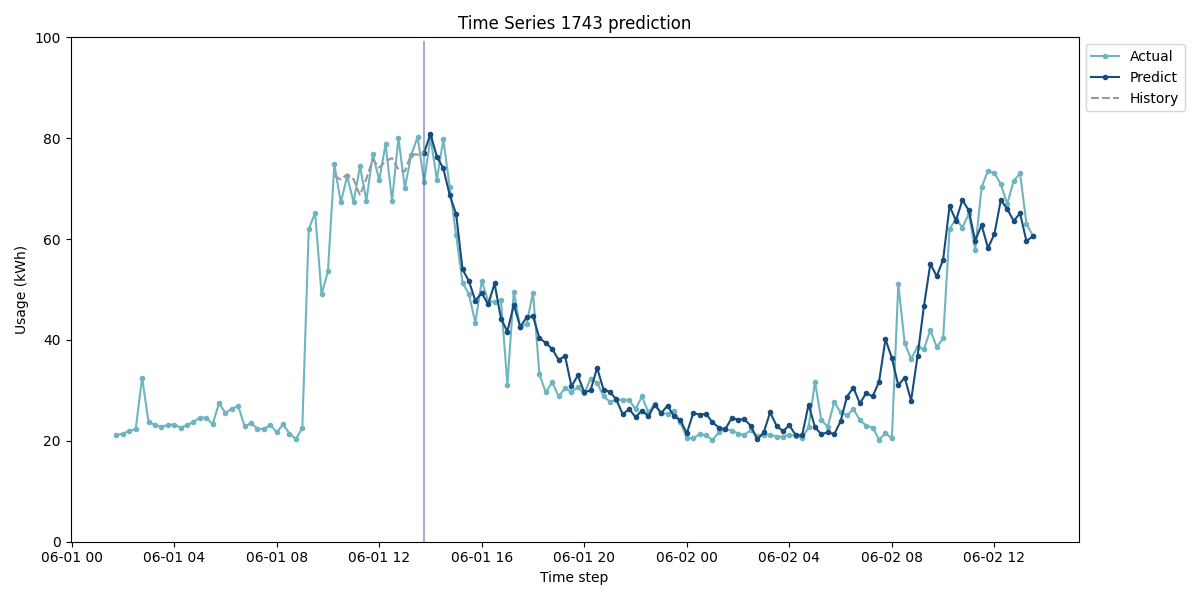 Time Series 1743 prediction
100
80
60
40
20
0
Usage (kWh)
06-01 00
06-01 04
06-01 08
06-01 12
06-01 16
06-01 20
06-02 00
06-02 04
06-02 08
06-02 12
Time step
Actual
Predict
History